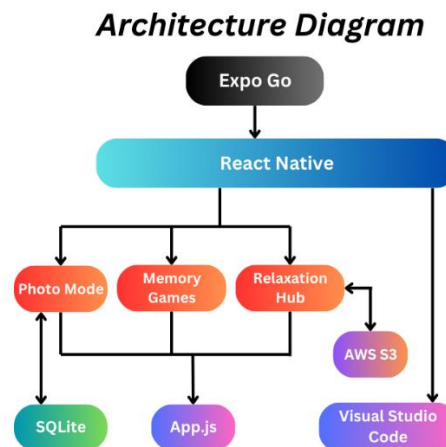 Architecture Diagram
Expo Go
React Native
Photo Mode
Memory
Games
Relaxation
Hub
AWS S3
SQLite
App.js
Visual Studio
Code